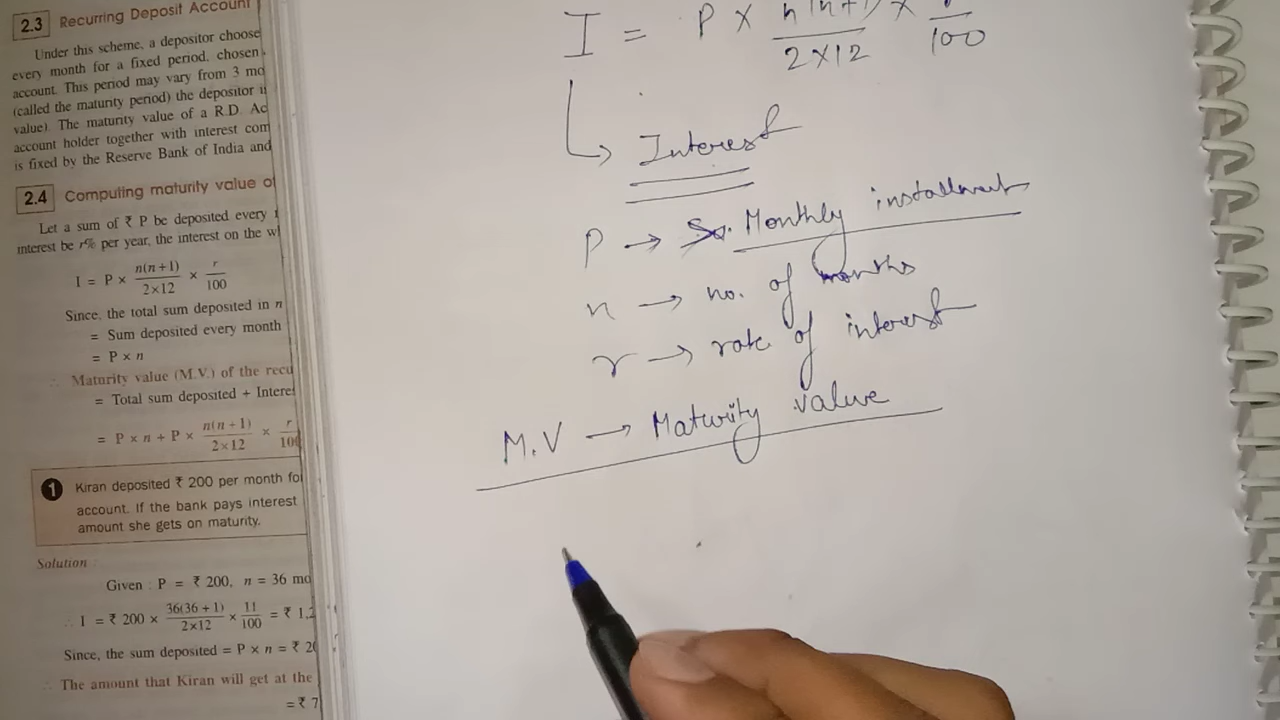 2.3 Recurring Deposit Account
Under this scheme, a depositor choose
every month for a fixed period, chosen
account. This period may vary from 3 mo
(called the maturity period) the depositor i
value). The maturity value of a R.D. Ac
account holder together with interest com
is fixed by the Reserve Bank of India and
2.4 Computing maturity value of
Let a sum of ₹ P be deposited every
interest be r% per year, the interest on the wh
I = P × n(n+1)/2×12 × r/100
Since, the total sum deposited in n
= Sum deposited every month
= P × n
∴ Maturity value (M.V.) of the recu
= Total sum deposited + Interes
= P × n + P × n(n+1)/2×12 × r/100
1 Kiran deposited ₹ 200 per month fo
account. If the bank pays interest
amount she gets on maturity.
Solution :
Given : P = ₹ 200, n = 36 mo
∴ I = ₹ 200 × 36(36+1)/2×12 × 11/100 = ₹ 1,2
Since, the sum deposited = P × n = ₹ 20
∴ The amount that Kiran will get at the
= ₹ 7
I = P × n(n+1)/2×12 × r/100
↳ Interest
P → Monthly installment
n → no. of months
r → rate of interest
M.V → Maturity value